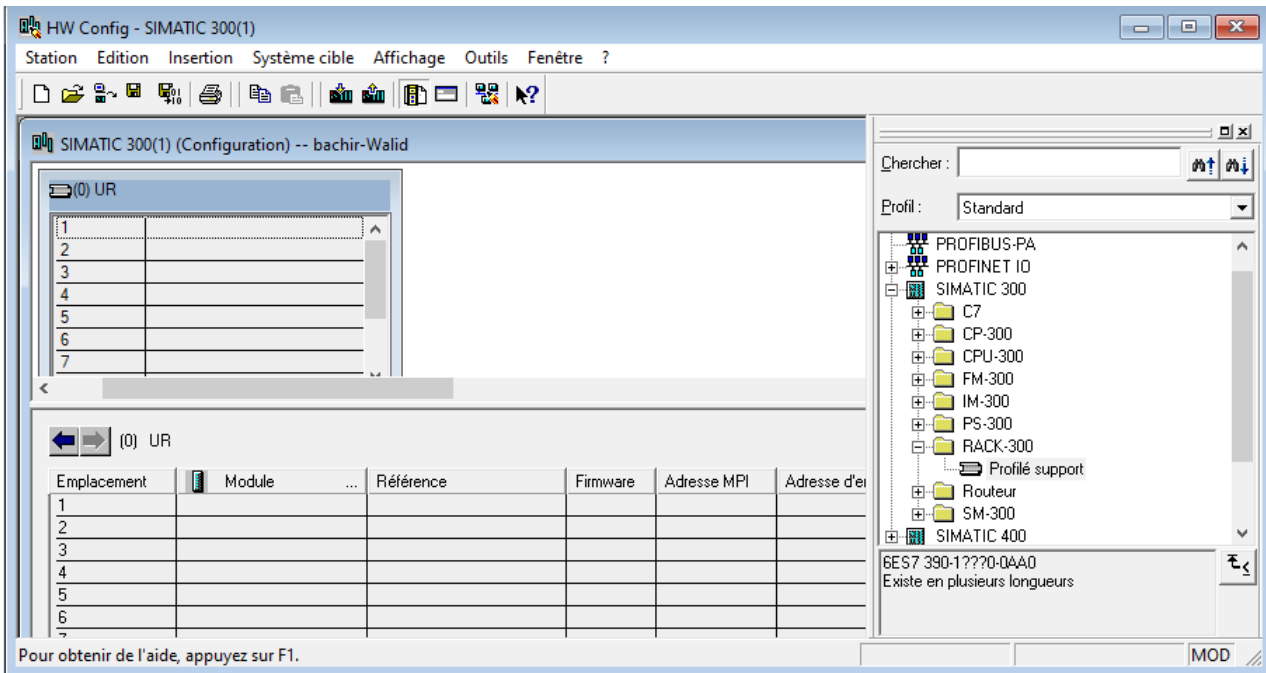 HW Config - SIMATIC 300(1)
Station Edition Insertion Système cible Affichage Outils Fenêtre ?
SIMATIC 300(1) (Configuration) -- bachir-Walid
(0) UR
1
2
3
4
5
6
7
(0) UR
Emplacement Module ... Référence Firmware Adresse MPI Adresse d'e
1
2
3
4
5
6
Chercher :
Profil : Standard
PROFIBUS-PA
PROFINET IO
SIMATIC 300
C7
CP-300
CPU-300
FM-300
IM-300
PS-300
RACK-300
Profilé support
Routeur
SM-300
SIMATIC 400
6ES7 390-1???0-0AA0
Existe en plusieurs longueurs
Pour obtenir de l'aide, appuyez sur F1.
MOD